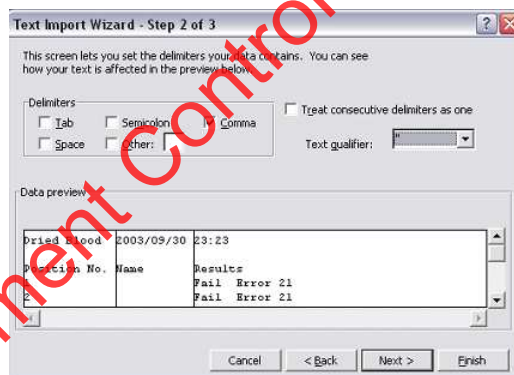 Text Import Wizard - Step 2 of 3
This screen lets you set the delimiters your data contains. You can see
how your text is affected in the preview below.
Delimiters
Tab Semicolon Comma
Space Other:
Treat consecutive delimiters as one
Text qualifier: "
Data preview
Dried Blood 2003/09/30 23:23
Position No. Name Results
1 Fail Error 21
2 Fail Error 21
Cancel < Back Next > Finish
ment Control